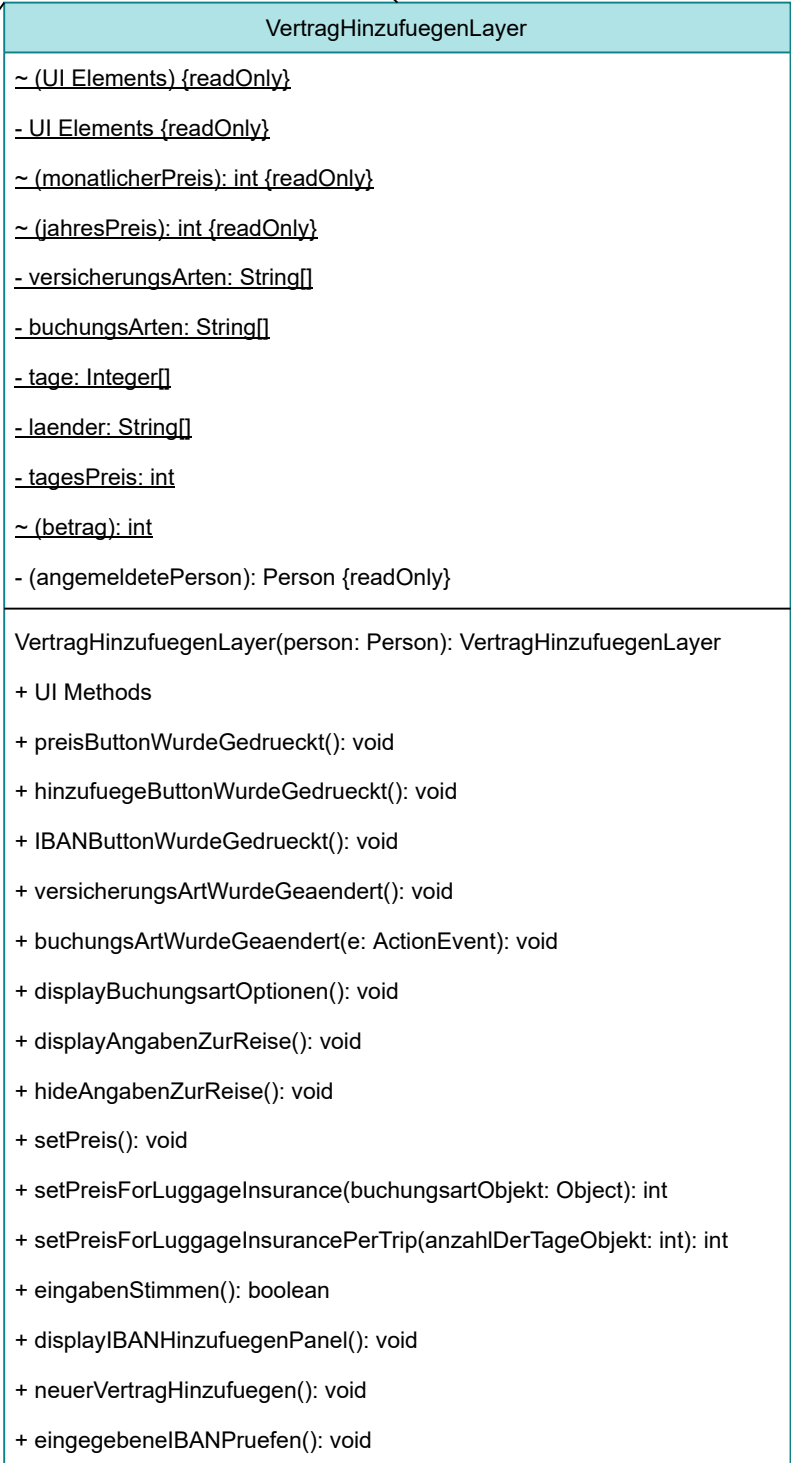 VertragHinzufuegenLayer
~ (UI Elements) {readOnly}
- UI Elements {readOnly}
~ (monatlicherPreis): int {readOnly}
~ (jahresPreis): int {readOnly}
- versicherungsArten: String[]
- buchungsArten: String[]
- tage: Integer[]
- laender: String[]
- tagesPreis: int
~ (betrag): int
- (angemeldetePerson): Person {readOnly}
VertragHinzufuegenLayer(person: Person): VertragHinzufuegenLayer
+ UI Methods
+ preisButtonWurdeGedrueckt(): void
+ hinzufuegeButtonWurdeGedrueckt(): void
+ IBANButtonWurdeGedrueckt(): void
+ versicherungsArtWurdeGeaendert(): void
+ buchungsArtWurdeGeaendert(e: ActionEvent): void
+ displayBuchungsartOptionen(): void
+ displayAngabenZurReise(): void
+ hideAngabenZurReise(): void
+ setPreis(): void
+ setPreisForLuggageInsurance(buchungsartObjekt: Object): int
+ setPreisForLuggageInsurancePerTrip(anzahlDerTageObjekt: int): int
+ eingabenStimmen(): boolean
+ displayIBANHinzufuegenPanel(): void
+ neuerVertragHinzufuegen(): void
+ eingegebeneIBANPruefen(): void